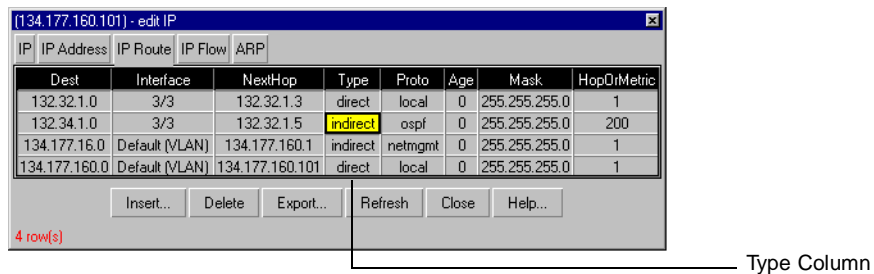 (134.177.160.101) - edit IP
IP IP Address IP Route IP Flow ARP
Dest Interface NextHop Type Proto Age Mask HopOrMetric
132.32.1.0 3/3 132.32.1.3 direct local 0 255.255.255.0 1
132.34.1.0 3/3 132.32.1.5 indirect ospf 0 255.255.255.0 200
134.177.16.0 Default (VLAN) 134.177.160.1 indirect netmgmt 0 255.255.255.0 1
134.177.160.0 Default (VLAN) 134.177.160.101 direct local 0 255.255.255.0 1
Insert... Delete Export... Refresh Close Help...
4 row(s)
Type Column